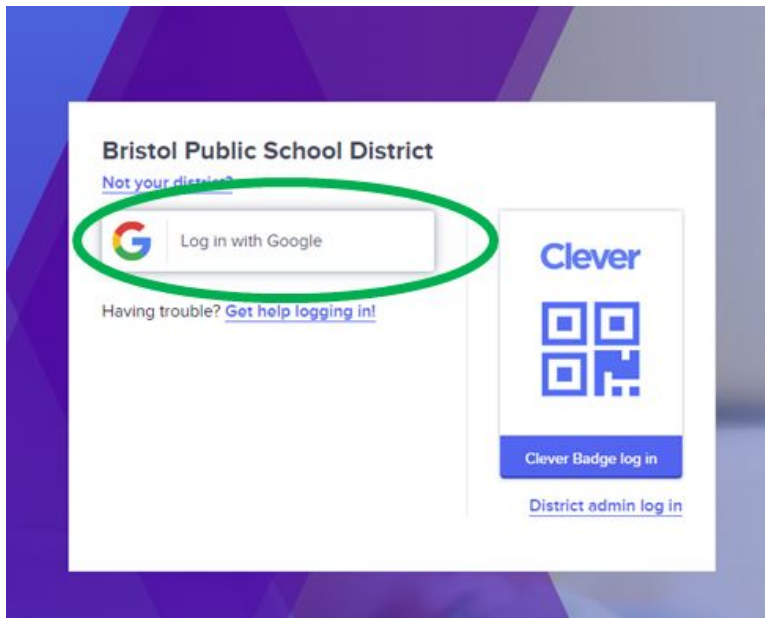 Bristol Public School District
Not your district?
Log in with Google
Having trouble? Get help logging in!
Clever
Clever Badge log in
District admin log in